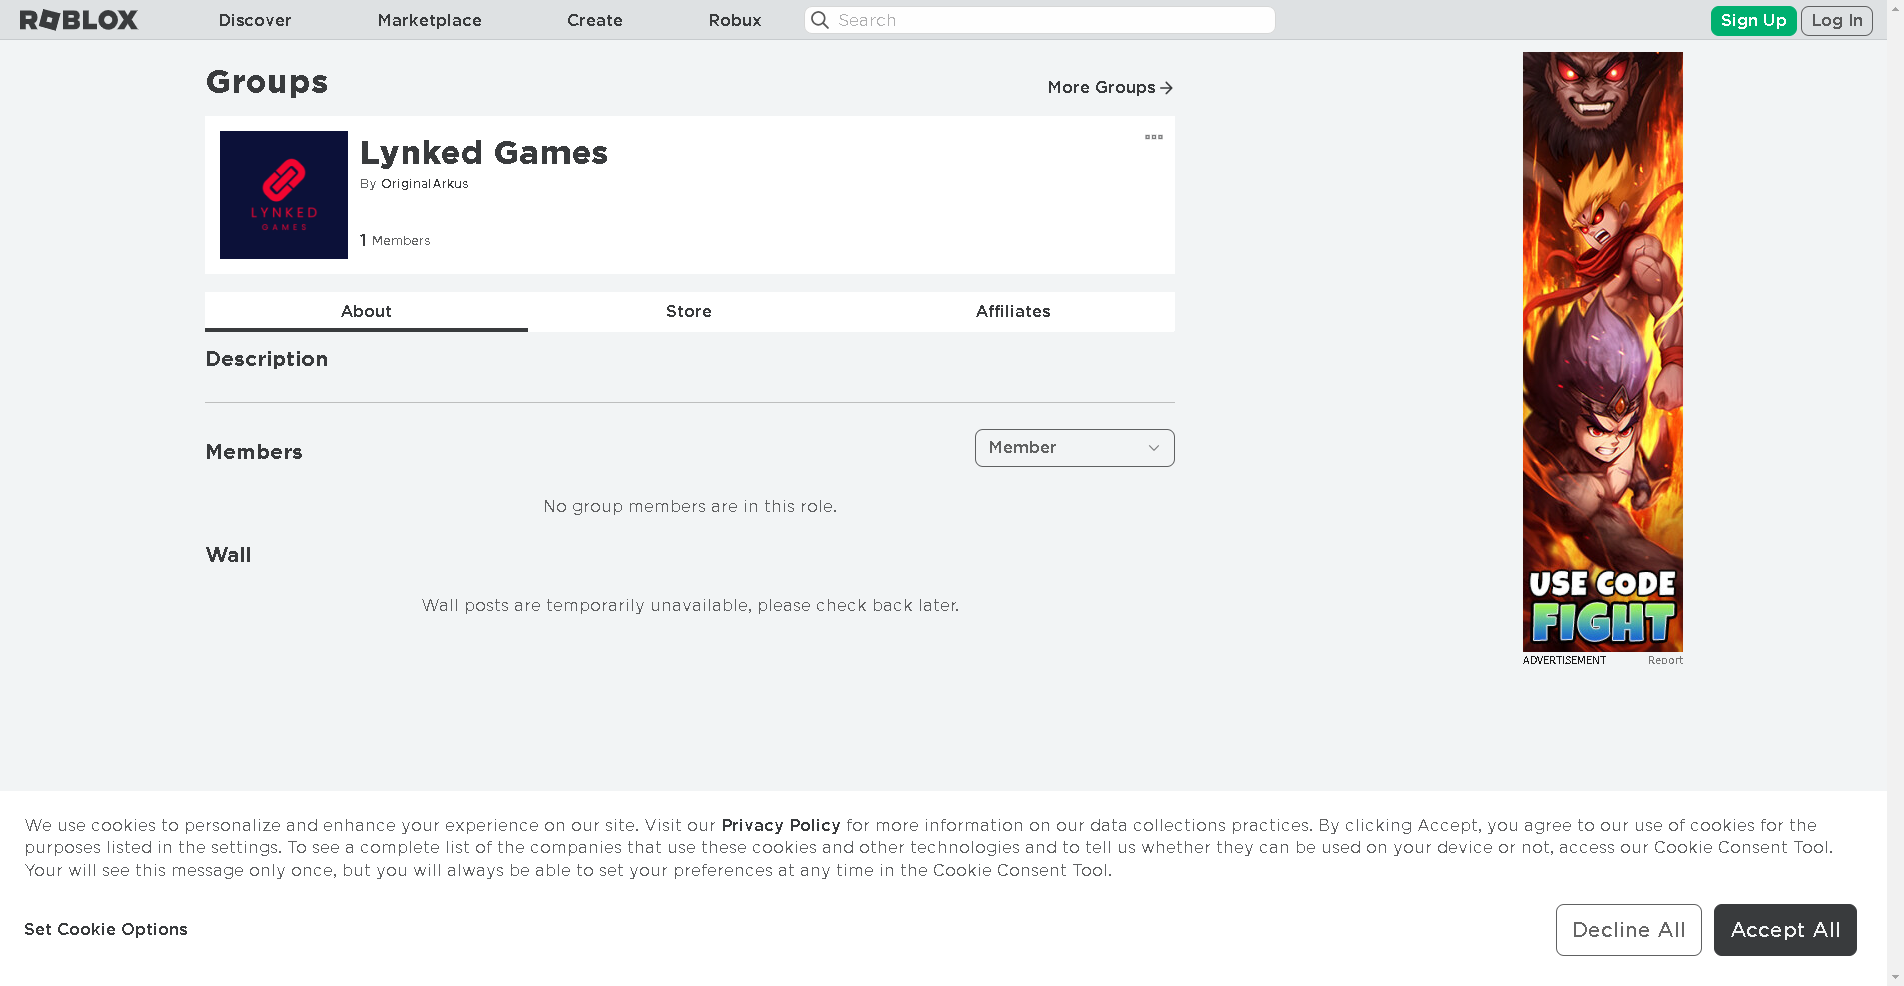 ROBLOX
Discover
Marketplace
Create
Robux
Search
Sign Up
Log In
Groups
More Groups
LYNKED
GAMES
Lynked Games
By OriginalArkus
1 Members
About
Store
Affiliates
Description
Members
Member
No group members are in this role.
Wall
Wall posts are temporarily unavailable, please check back later.
USE CODE
FIGHT
ADVERTISEMENT
Report
We use cookies to personalize and enhance your experience on our site. Visit our Privacy Policy for more information on our data collections practices. By clicking Accept, you agree to our use of cookies for the
purposes listed in the settings. To see a complete list of the companies that use these cookies and other technologies and to tell us whether they can be used on your device or not, access our Cookie Consent Tool.
Your will see this message only once, but you will always be able to set your preferences at any time in the Cookie Consent Tool.
Set Cookie Options
Decline All
Accept All